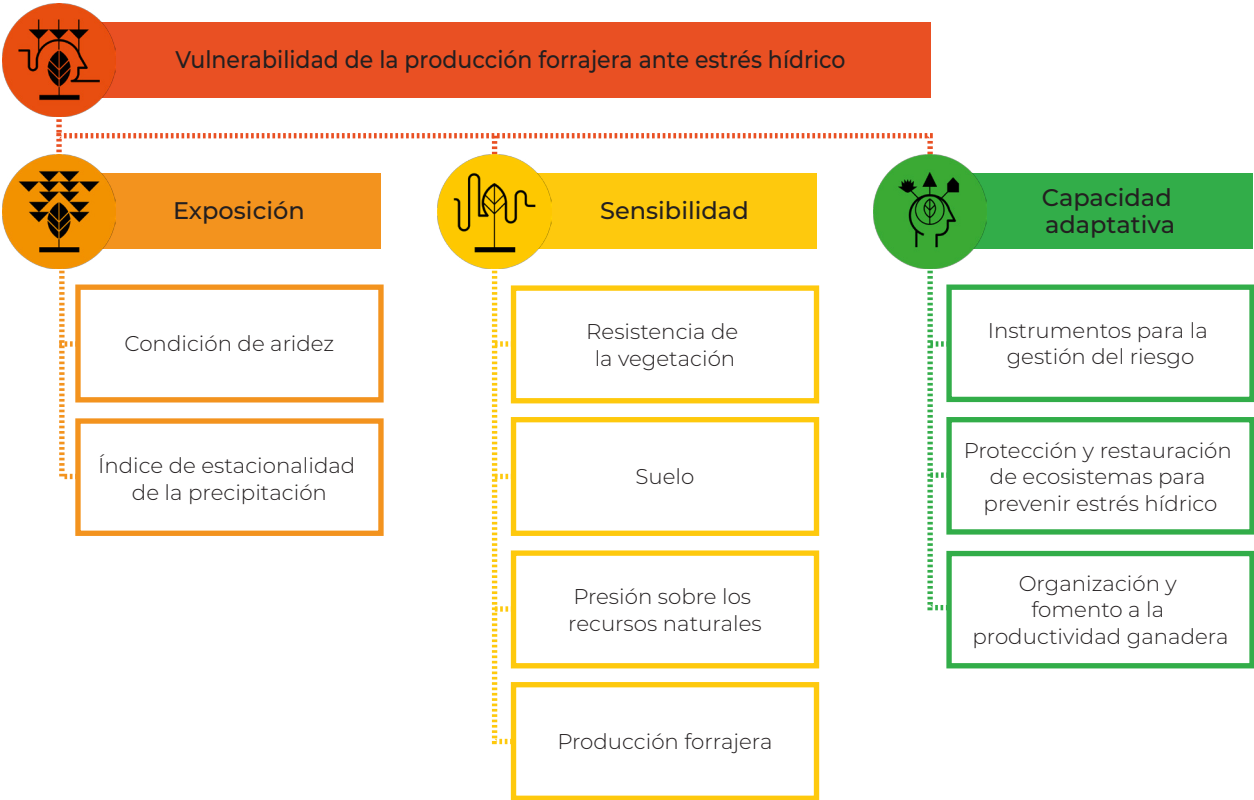 Vulnerabilidad de la producción forrajera ante estrés hídrico
Exposición
Condición de aridez
Índice de estacionalidad
de la precipitación
Sensibilidad
Resistencia de
la vegetación
Suelo
Presión sobre los
recursos naturales
Producción forrajera
Capacidad
adaptativa
Instrumentos para la
gestión del riesgo
Protección y restauración
de ecosistemas para
prevenir estrés hídrico
Organización y
fomento a la
productividad ganadera